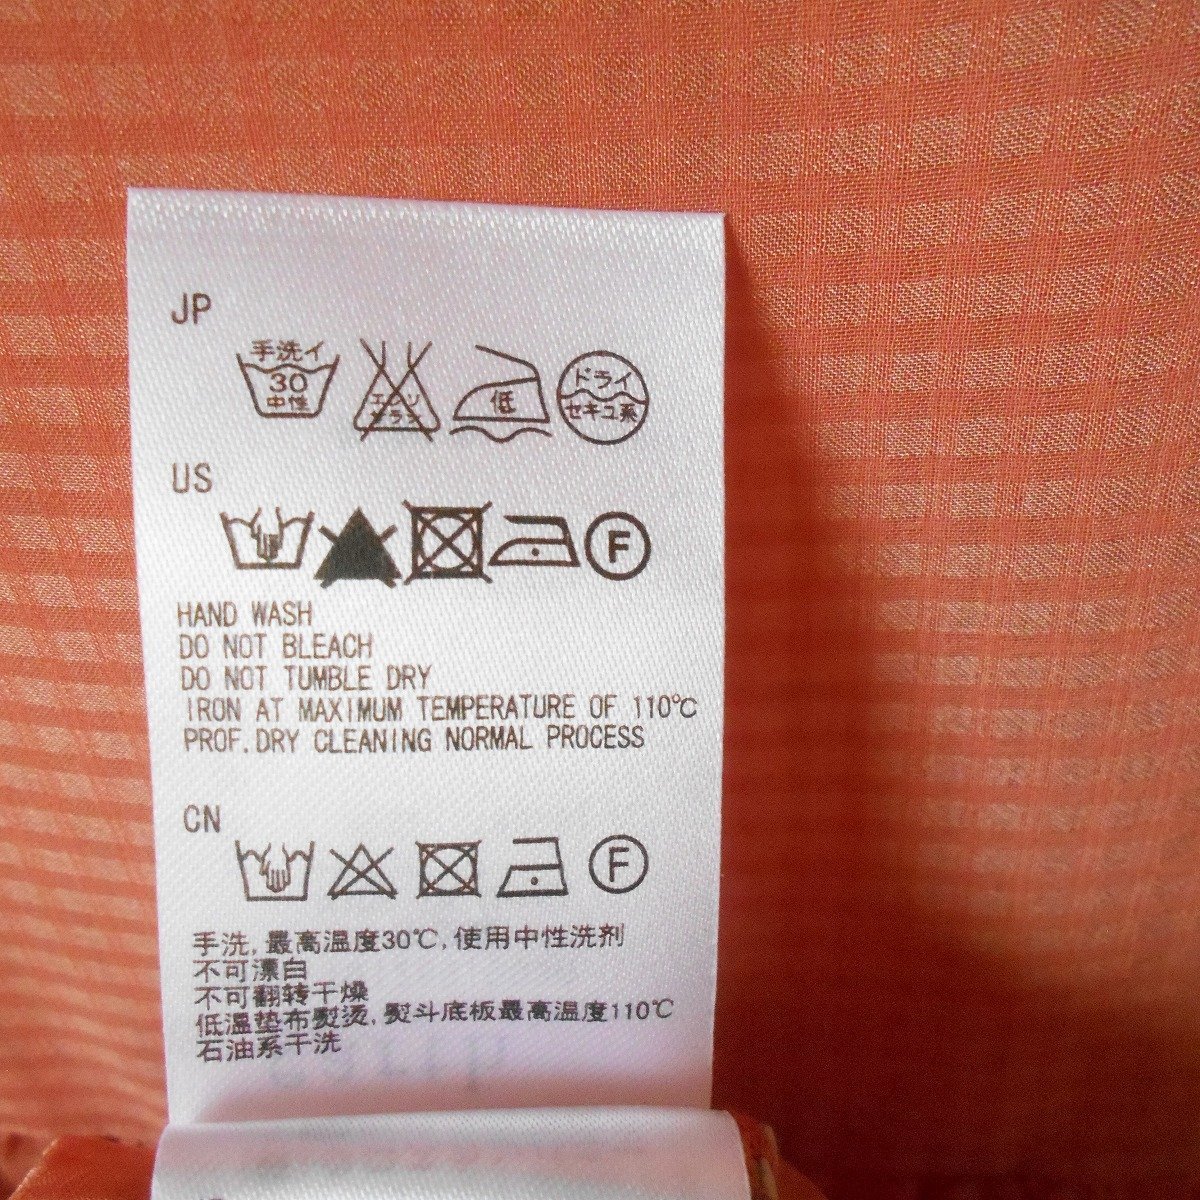 JP
手洗イ
30
中性
エンソ
サラシ
低
ドライ
セキユ系
US
F
HAND WASH
DO NOT BLEACH
DO NOT TUMBLE DRY
IRON AT MAXIMUM TEMPERATURE OF 110℃
PROF.DRY CLEANING NORMAL PROCESS
CN
F
手洗,最高温度30℃,使用中性洗剂
不可漂白
不可翻转干燥
低温垫布熨烫,熨斗底板最高温度110℃
石油系干洗